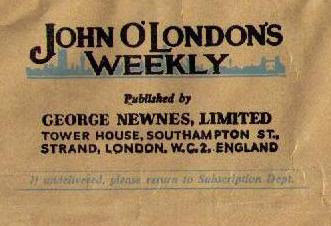 JOHN O'LONDON'S
WEEKLY
Published by
GEORGE NEWNES, LIMITED
TOWER HOUSE, SOUTHAMPTON ST.,
STRAND, LONDON. W.C.2. ENGLAND
If undelivered, please return to Subscription Dept.